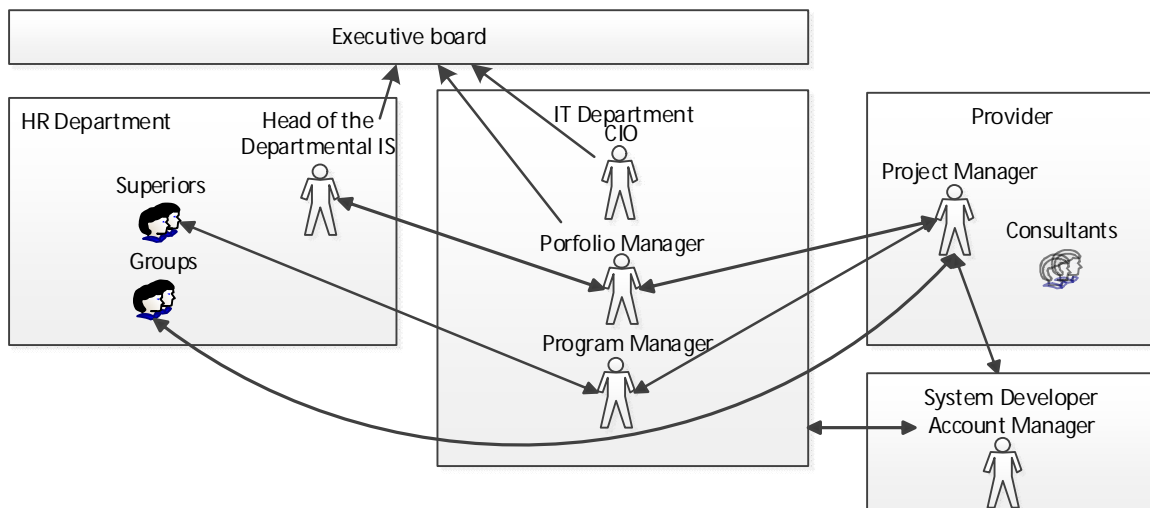 Executive board
HR Department
Head of the
Departmental IS
Superiors
Groups
IT Department
CIO
Porfolio Manager
Program Manager
Provider
Project Manager
Consultants
System Developer
Account Manager